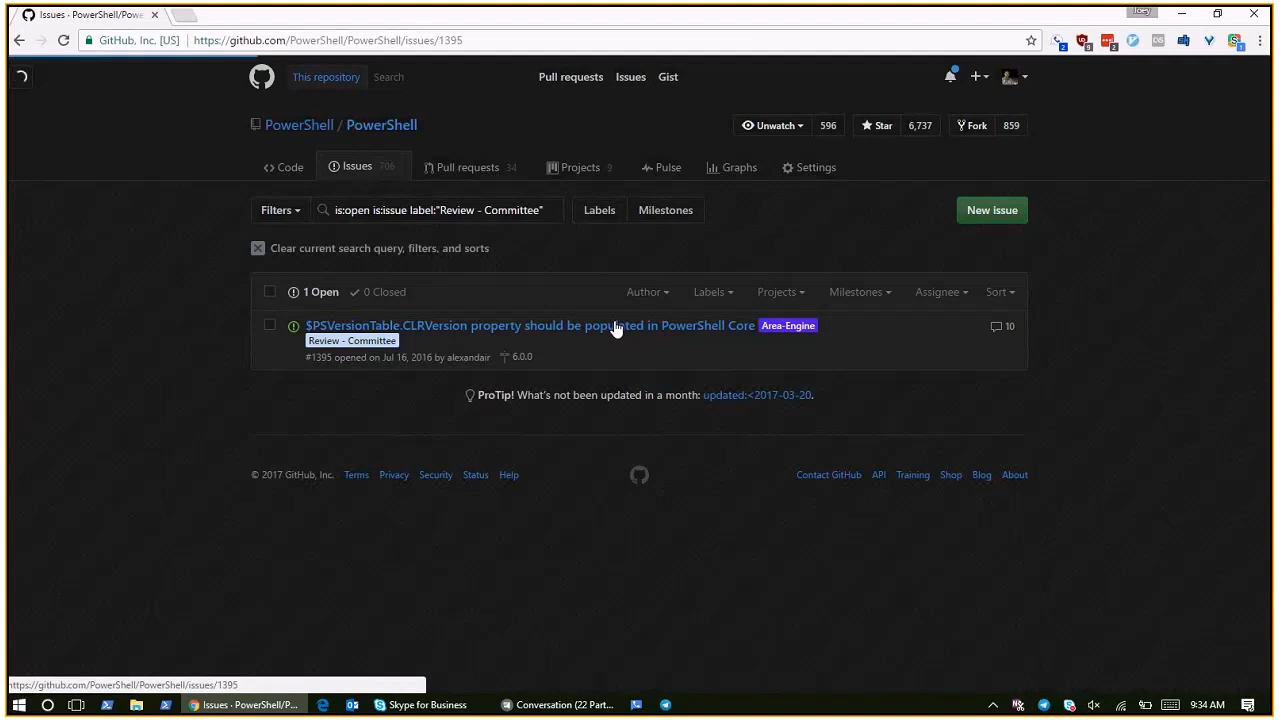 Issues · PowerShell/Powe
Joey
GitHub, Inc. [US]
https://github.com/PowerShell/PowerShell/issues/1395
This repository
Search
Pull requests
Issues
Gist
PowerShell / PowerShell
Unwatch
596
Star
6,737
Fork
859
Code
Issues 706
Pull requests 34
Projects 9
Pulse
Graphs
Settings
Filters
is:open is:issue label:"Review - Committee"
Labels
Milestones
New issue
Clear current search query, filters, and sorts
1 Open
0 Closed
Author
Labels
Projects
Milestones
Assignee
Sort
$PSVersionTable.CLRVersion property should be populated in PowerShell Core Area-Engine
10
Review - Committee
#1395 opened on Jul 16, 2016 by alexandair
6.0.0
ProTip! What's not been updated in a month: updated:<2017-03-20.
© 2017 GitHub, Inc.
Terms
Privacy
Security
Status
Help
Contact GitHub
API
Training
Shop
Blog
About
https://github.com/PowerShell/PowerShell/issues/1395
Issues · PowerShell/P...
Skype for Business
Conversation (22 Part...
9:34 AM